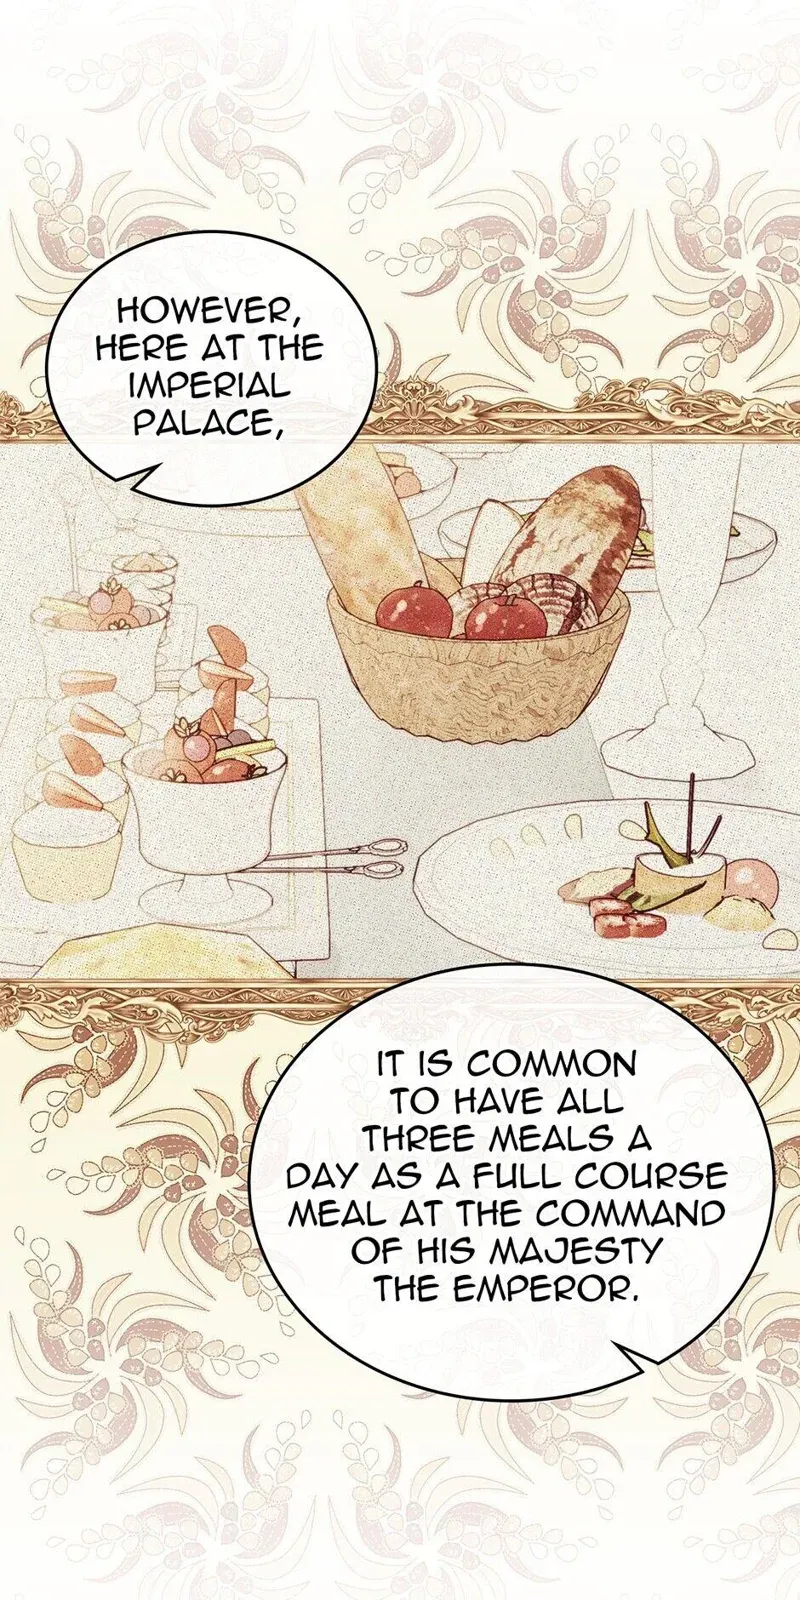 HOWEVER,
HERE AT THE
IMPERIAL
PALACE,
IT IS COMMON
TO HAVE ALL
THREE MEALS A
DAY AS A FULL COURSE
MEAL AT THE COMMAND
OF HIS MAJESTY
THE EMPEROR.